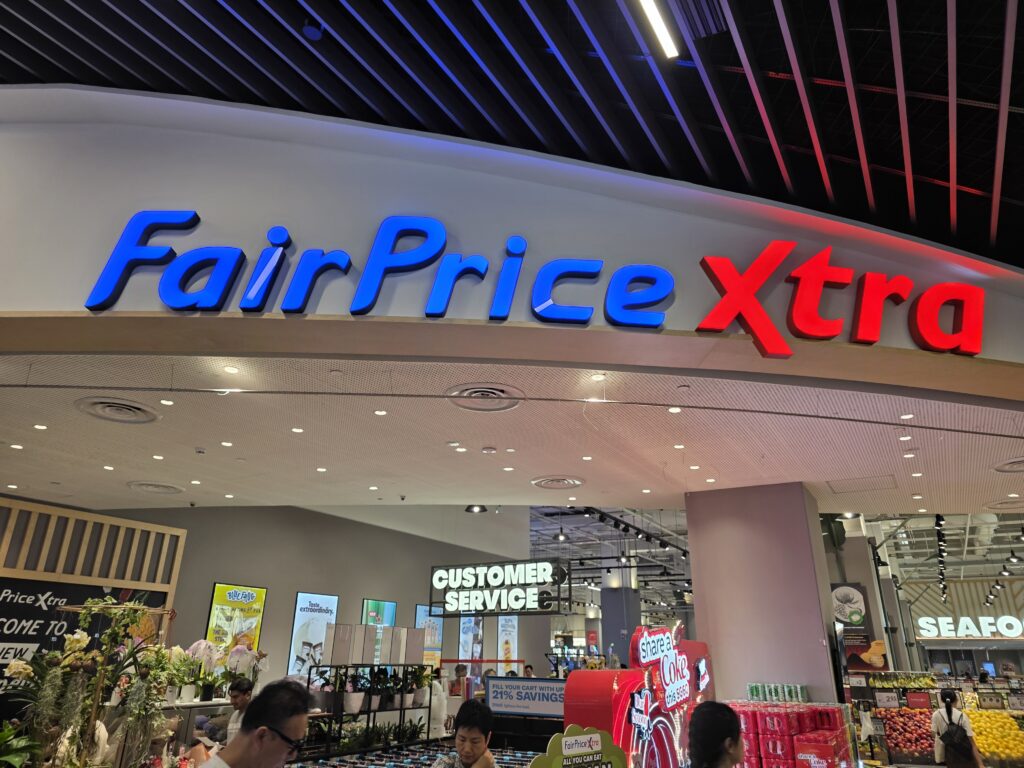 FairPrice Xtra
CUSTOMER
SERVICE
SEAFO
Price Xtra
COME TO
NEW
Taste
extraordinary.
share a
Coke
FILL YOUR CART WITH UP
21% SAVINGS
FairPrice Xtra
ALL YOU CAN EAT